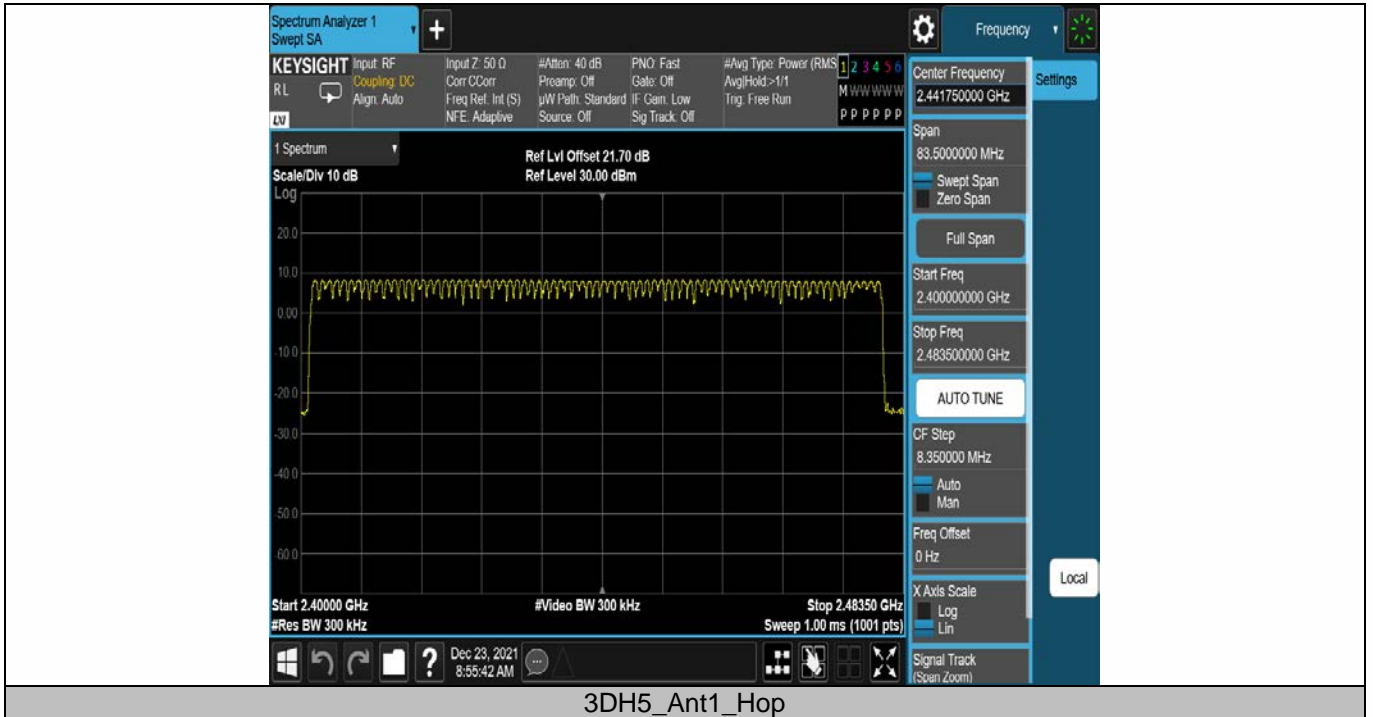 Spectrum Analyzer 1
Swept SA
+
Frequency
KEYSIGHT
RL
LV
Input: RF
Coupling: DC
Align: Auto
Input Z: 50 Ω
Corr CCorr
Freq Ref: Int (S)
NFE: Adaptive
#Atten: 40 dB
Preamp: Off
µW Path: Standard
Source: Off
PNO: Fast
Gate: Off
IF Gain: Low
Sig Track: Off
#Avg Type: Power (RMS
Avg|Hold:>1/1
Trig: Free Run
1 2 3 4 5 6
M W W W W W
P P P P P P
1 Spectrum
Scale/Div 10 dB
Ref Lvl Offset 21.70 dB
Ref Level 30.00 dBm
Log
20.0
10.0
0.00
-10.0
-20.0
-30.0
-40.0
-50.0
-60.0
Start 2.40000 GHz
#Video BW 300 kHz
Stop 2.48350 GHz
#Res BW 300 kHz
Sweep 1.00 ms (1001 pts)
Center Frequency
2.441750000 GHz
Settings
Span
83.5000000 MHz
Swept Span
Zero Span
Full Span
Start Freq
2.400000000 GHz
Stop Freq
2.483500000 GHz
AUTO TUNE
CF Step
8.350000 MHz
Auto
Man
Freq Offset
0 Hz
X Axis Scale
Log
Lin
Local
Signal Track
(Span Zoom)
?
Dec 23, 2021
8:55:42 AM
3DH5_Ant1_Hop